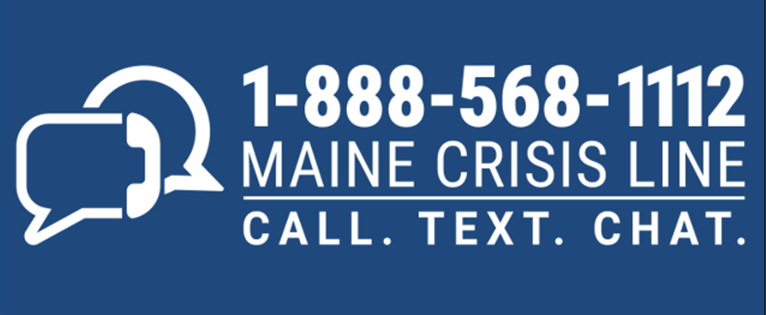 1-888-568-1112
MAINE CRISIS LINE
CALL. TEXT. CHAT.